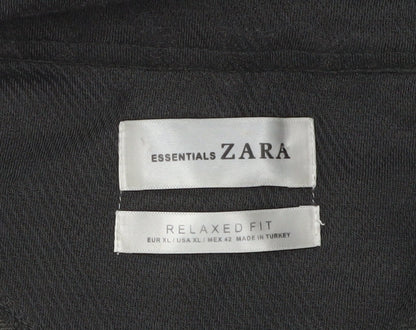 ESSENTIALS ZARA
RELAXED FIT
EUR XL / USA XL / MEX 42 MADE IN TURKEY